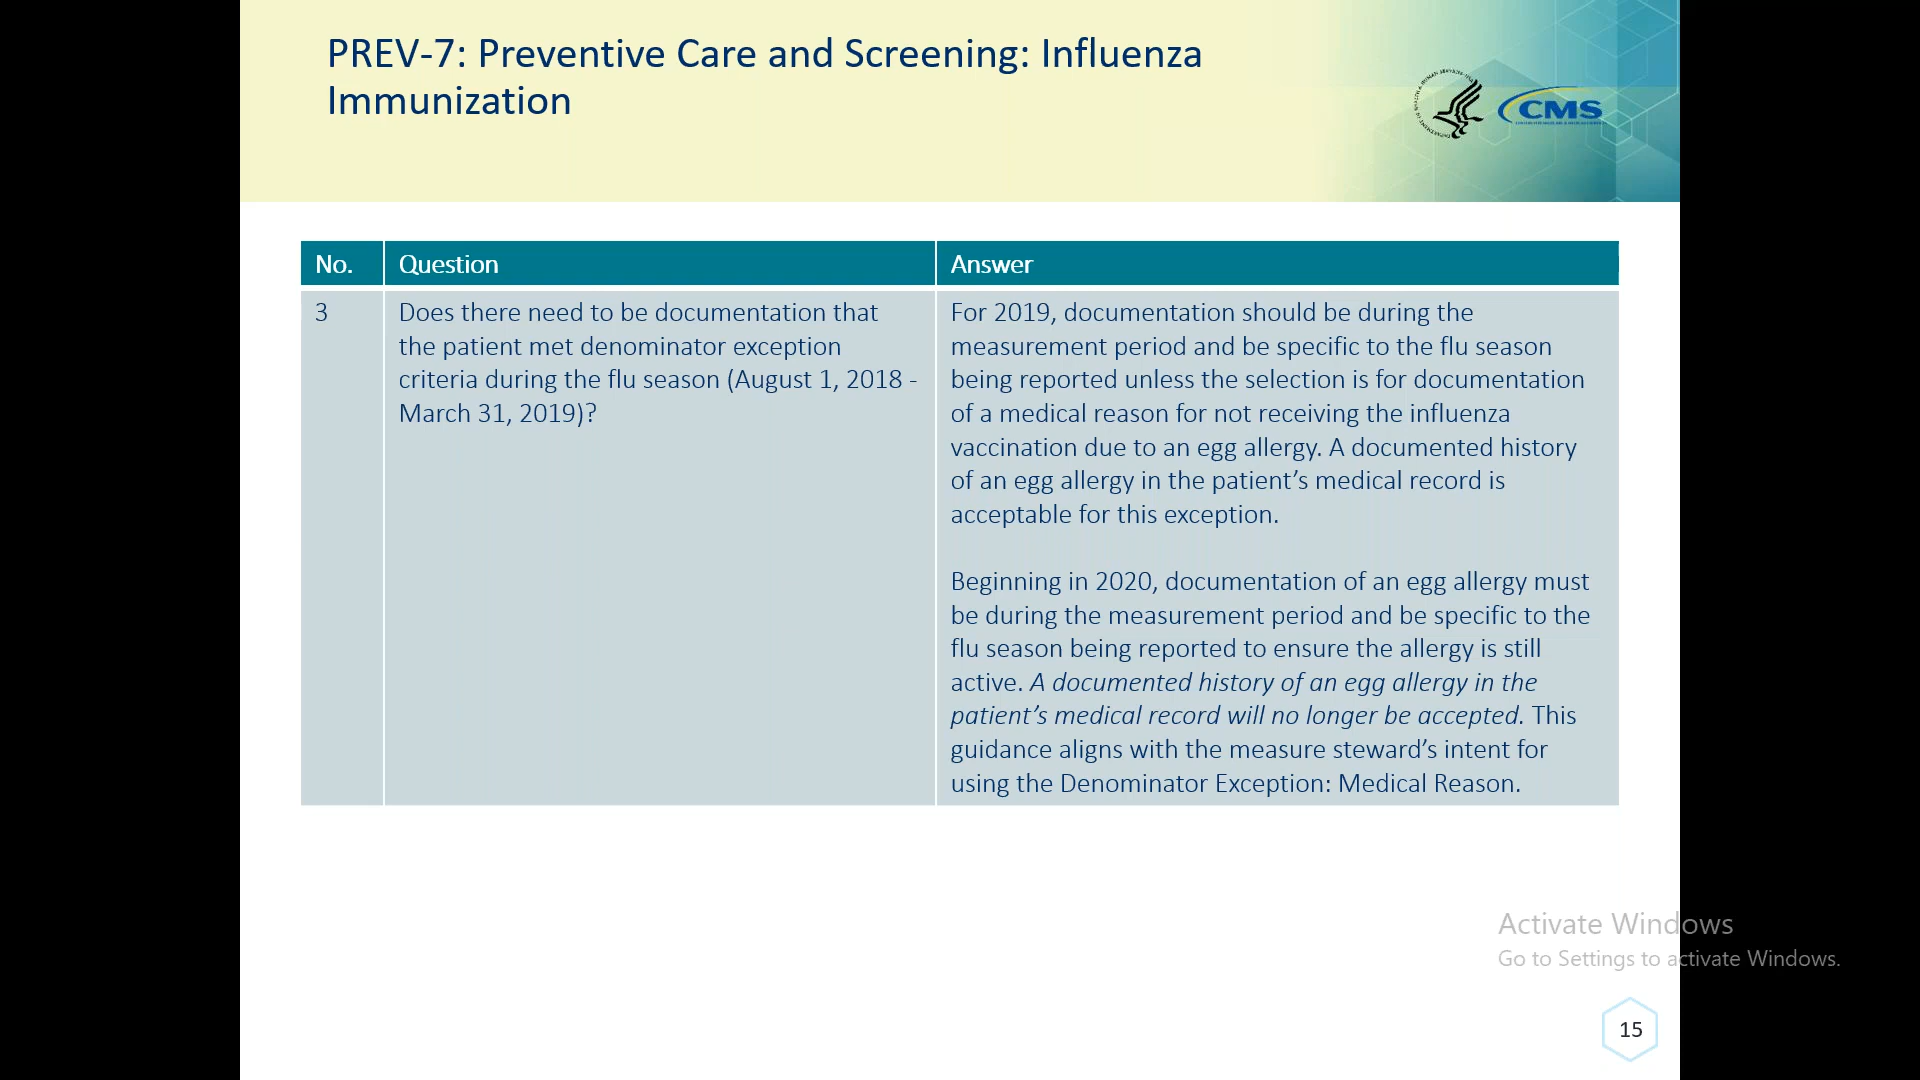 PREV-7: Preventive Care and Screening: Influenza
Immunization
CMS
No.
Question
Answer
3
Does there need to be documentation that
the patient met denominator exception
criteria during the flu season (August 1, 2018 -
March 31, 2019)?
For 2019, documentation should be during the
measurement period and be specific to the flu season
being reported unless the selection is for documentation
of a medical reason for not receiving the influenza
vaccination due to an egg allergy. A documented history
of an egg allergy in the patient’s medical record is
acceptable for this exception.
Beginning in 2020, documentation of an egg allergy must
be during the measurement period and be specific to the
flu season being reported to ensure the allergy is still
active. A documented history of an egg allergy in the
patient’s medical record will no longer be accepted. This
guidance aligns with the measure steward’s intent for
using the Denominator Exception: Medical Reason.
Activate Windows
Go to Settings to activate Windows.
15